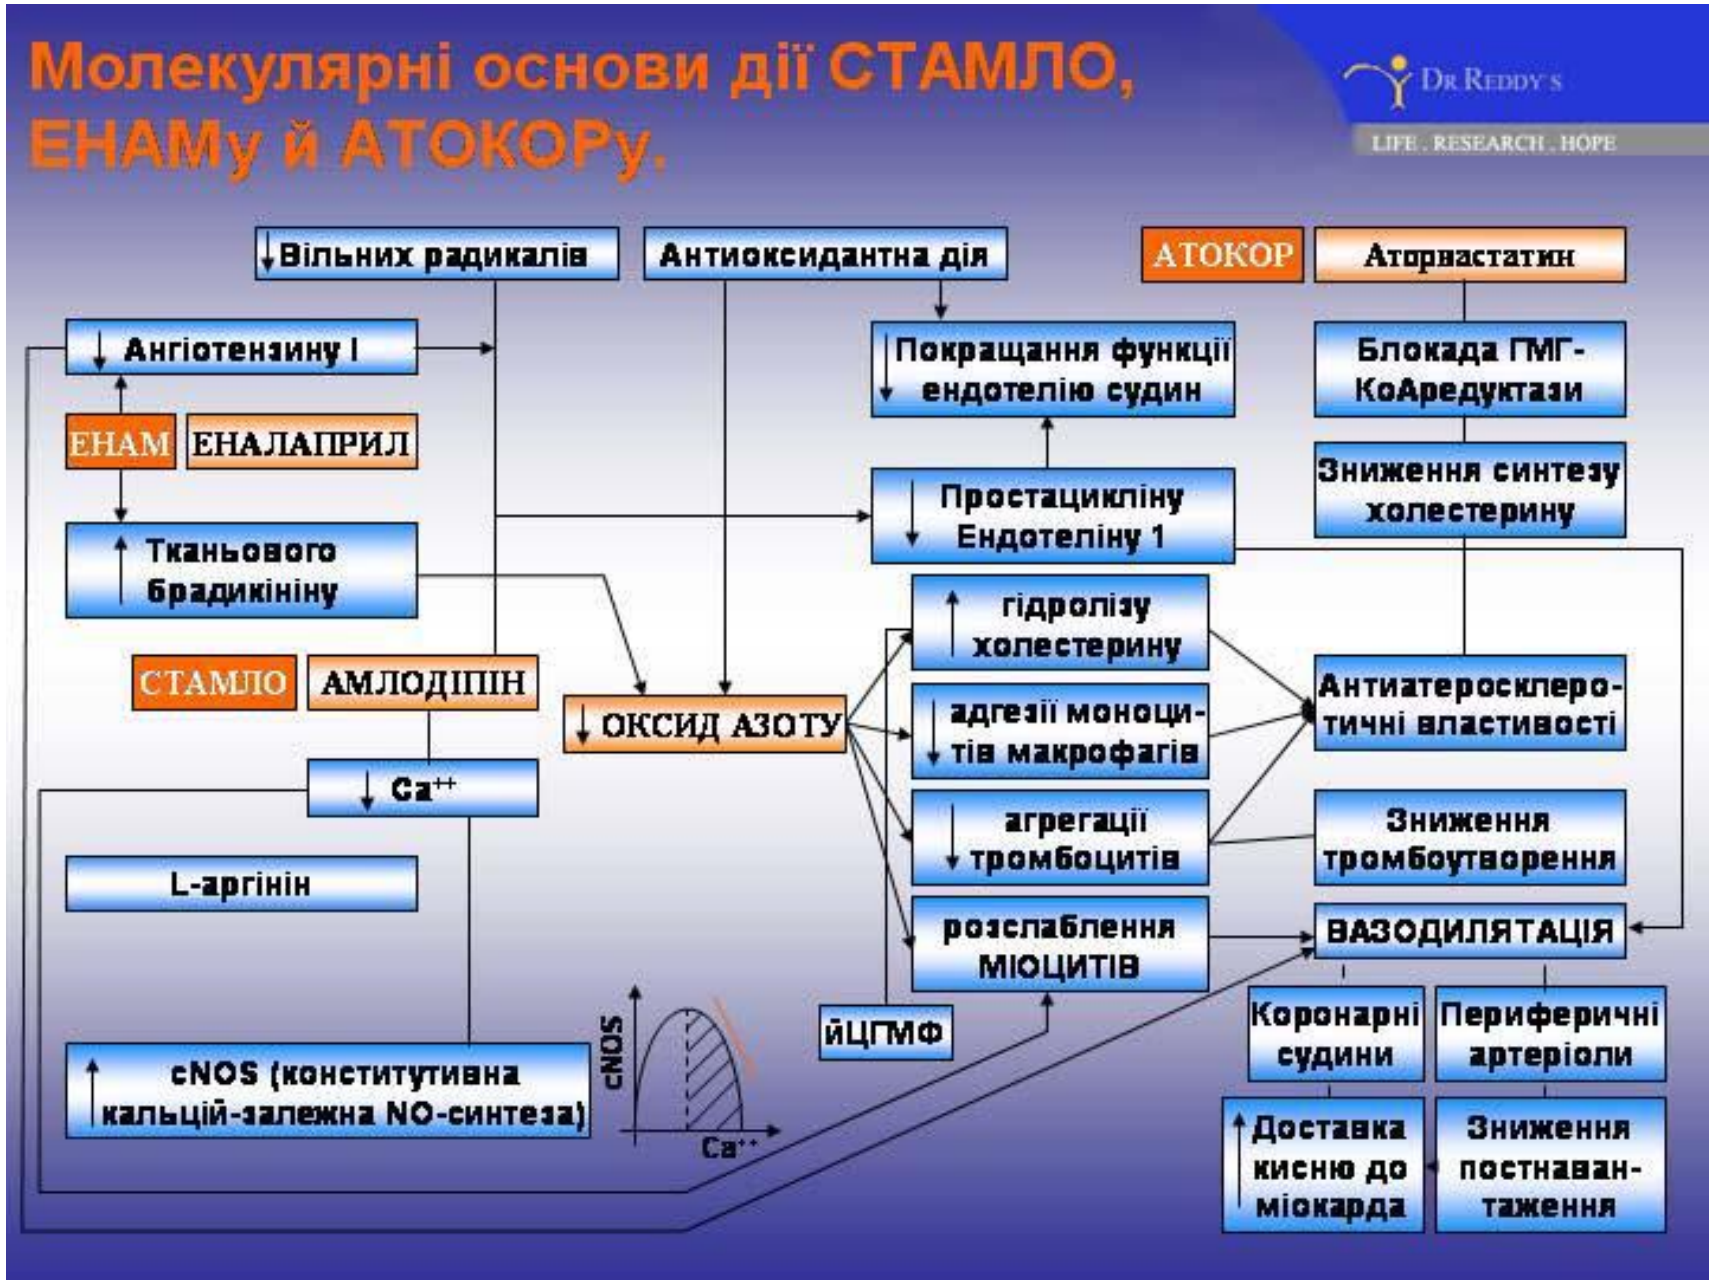 Молекулярні основи дії СТАМЛО,
ЕНАМу й АТОКОРу.
DR REDDY'S
LIFE . RESEARCH . HOPE
↓Вільних радикалів
Антиоксидантна дія
АТОКОР
Аторвастатин
↓ Ангіотензину I
↓ Покращання функції
↓ ендотелію судин
Блокада ГМГ-
КоАредуктази
ЕНАМ
ЕНАЛАПРИЛ
Зниження синтезу
холестерину
↓ Простацикліну
↓ Ендотеліну 1
↑ Тканьового
брадикініну
↑ гідролізу
холестерину
СТАМЛО
АМЛОДІПІН
↓ ОКСИД АЗОТУ
↓ адгезії моноци-
↓ тів макрофагів
Антиатеросклеро-
тичні властивості
↓ Ca++
↓ агрегації
тромбоцитів
Зниження
тромбоутворення
L-аргінін
розслаблення
МІОЦИТІВ
ВАЗОДИЛЯТАЦІЯ
йЦГМФ
Коронарні
судини
Периферичні
артеріоли
↑ cNOS (конститутивна
кальцій-залежна NO-синтеза)
cNOS
Ca++
↑ Доставка
кисню до
міокарда
Зниження
постнаван-
таження